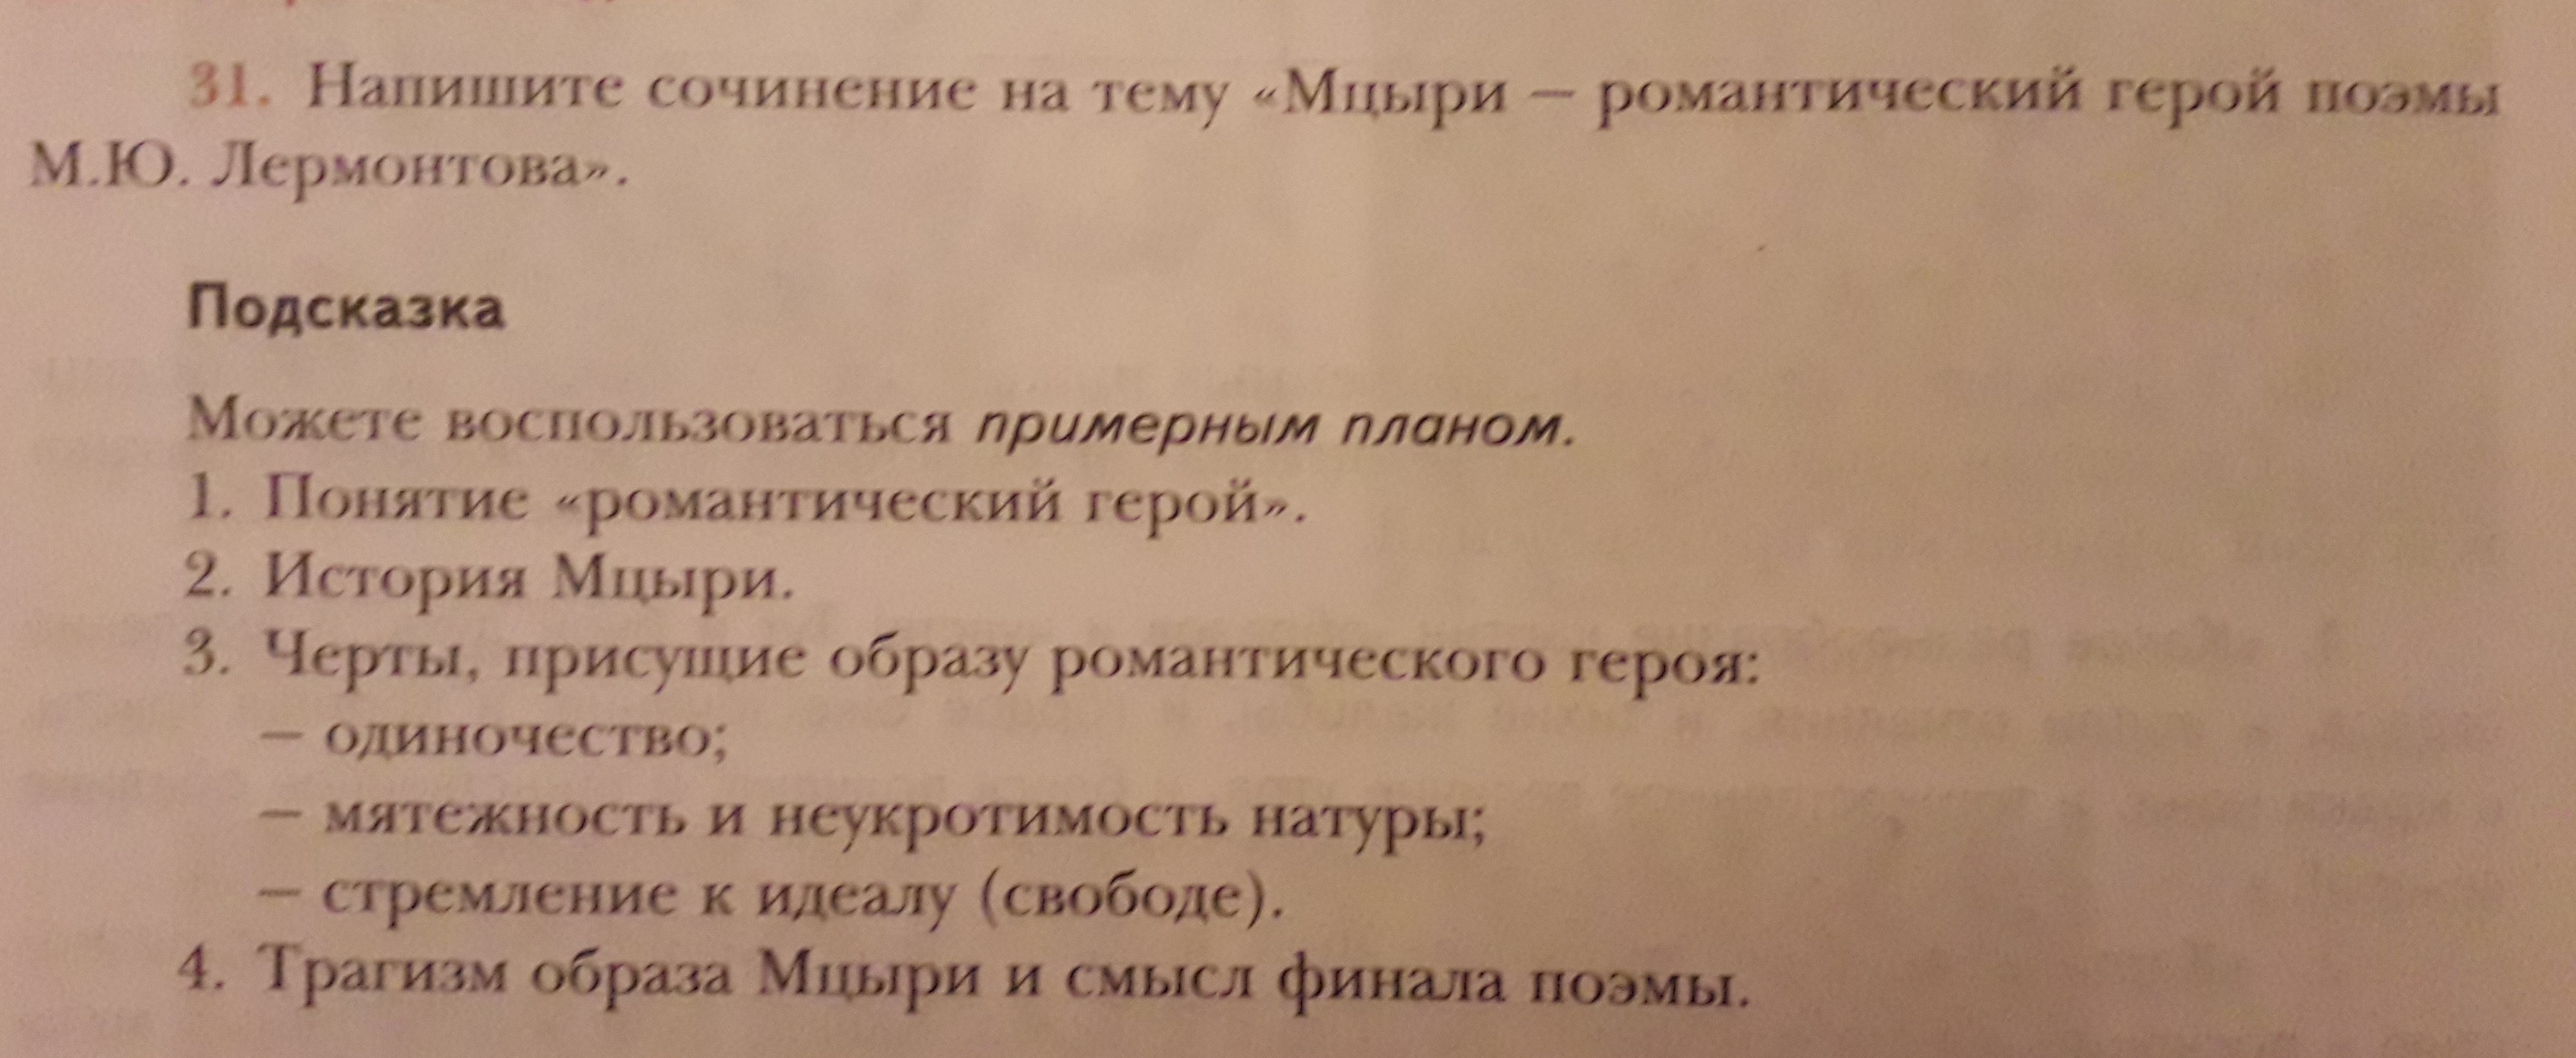 31. Напишите сочинение на тему «Мцыри — романтический герой поэмы
М.Ю. Лермонтова».
Подсказка
Можете воспользоваться примерным планом.
1. Понятие «романтический герой».
2. История Мцыри.
3. Черты, присущие образу романтического героя:
— одиночество;
— мятежность и неукротимость натуры;
— стремление к идеалу (свободе).
4. Трагизм образа Мцыри и смысл финала поэмы.